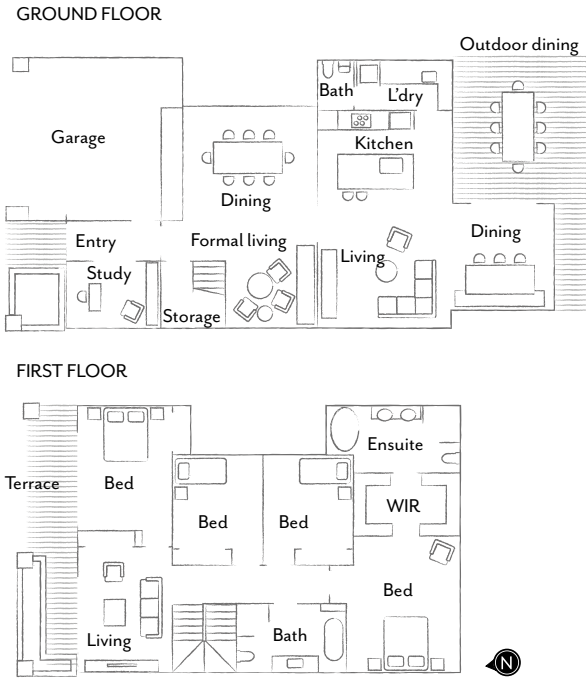 GROUND FLOOR
Outdoor dining
Bath
L'dry
Garage
Kitchen
Dining
Entry
Formal living
Living
Dining
Study
Storage
FIRST FLOOR
Ensuite
Terrace
Bed
WIR
Bed
Bed
Bed
Living
Bath
N